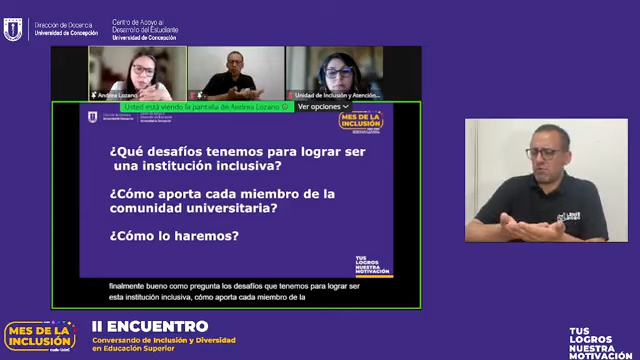 Dirección de Docencia
Universidad de Concepción
Centro de Apoyo al
Desarrollo del Estudiante
Universidad de Concepción
Andrea Lozano
Unidad de Inclusión y Atención...
Usted está viendo la pantalla de Andrea Lozano
Ver opciones
MES DE LA
INCLUSIÓN
¿Qué desafíos tenemos para lograr ser
una institución inclusiva?
¿Cómo aporta cada miembro de la
comunidad universitaria?
¿Cómo lo haremos?
TUS
LOGROS
NUESTRA
MOTIVACIÓN
finalmente bueno como pregunta los desafíos que tenemos para lograr ser
esta institución inclusiva, cómo aporta cada miembro de la
MES DE LA
INCLUSIÓN
II ENCUENTRO
Conversando de Inclusión y Diversidad
en Educación Superior
TUS
LOGROS
NUESTRA
MOTIVACIÓN